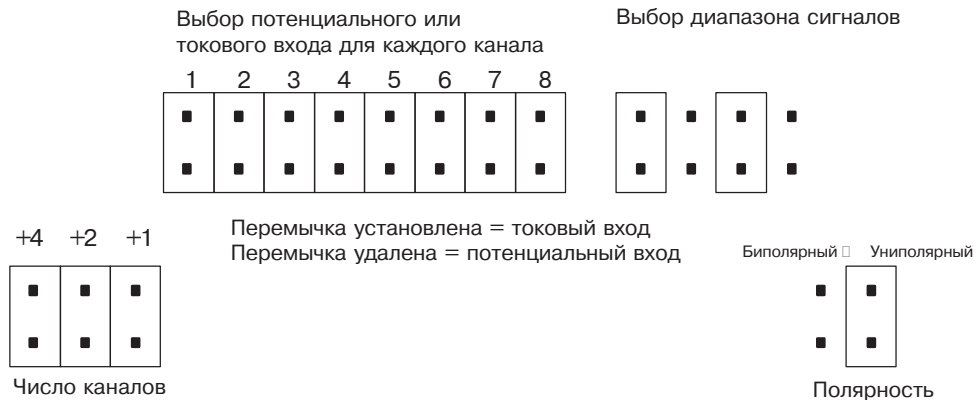 Выбор потенциального или
токового входа для каждого канала
Выбор диапазона сигналов
1 2 3 4 5 6 7 8
Перемычка установлена = токовый вход
Перемычка удалена = потенциальный вход
+4 +2 +1
Число каналов
Биполярный Униполярный
Полярность